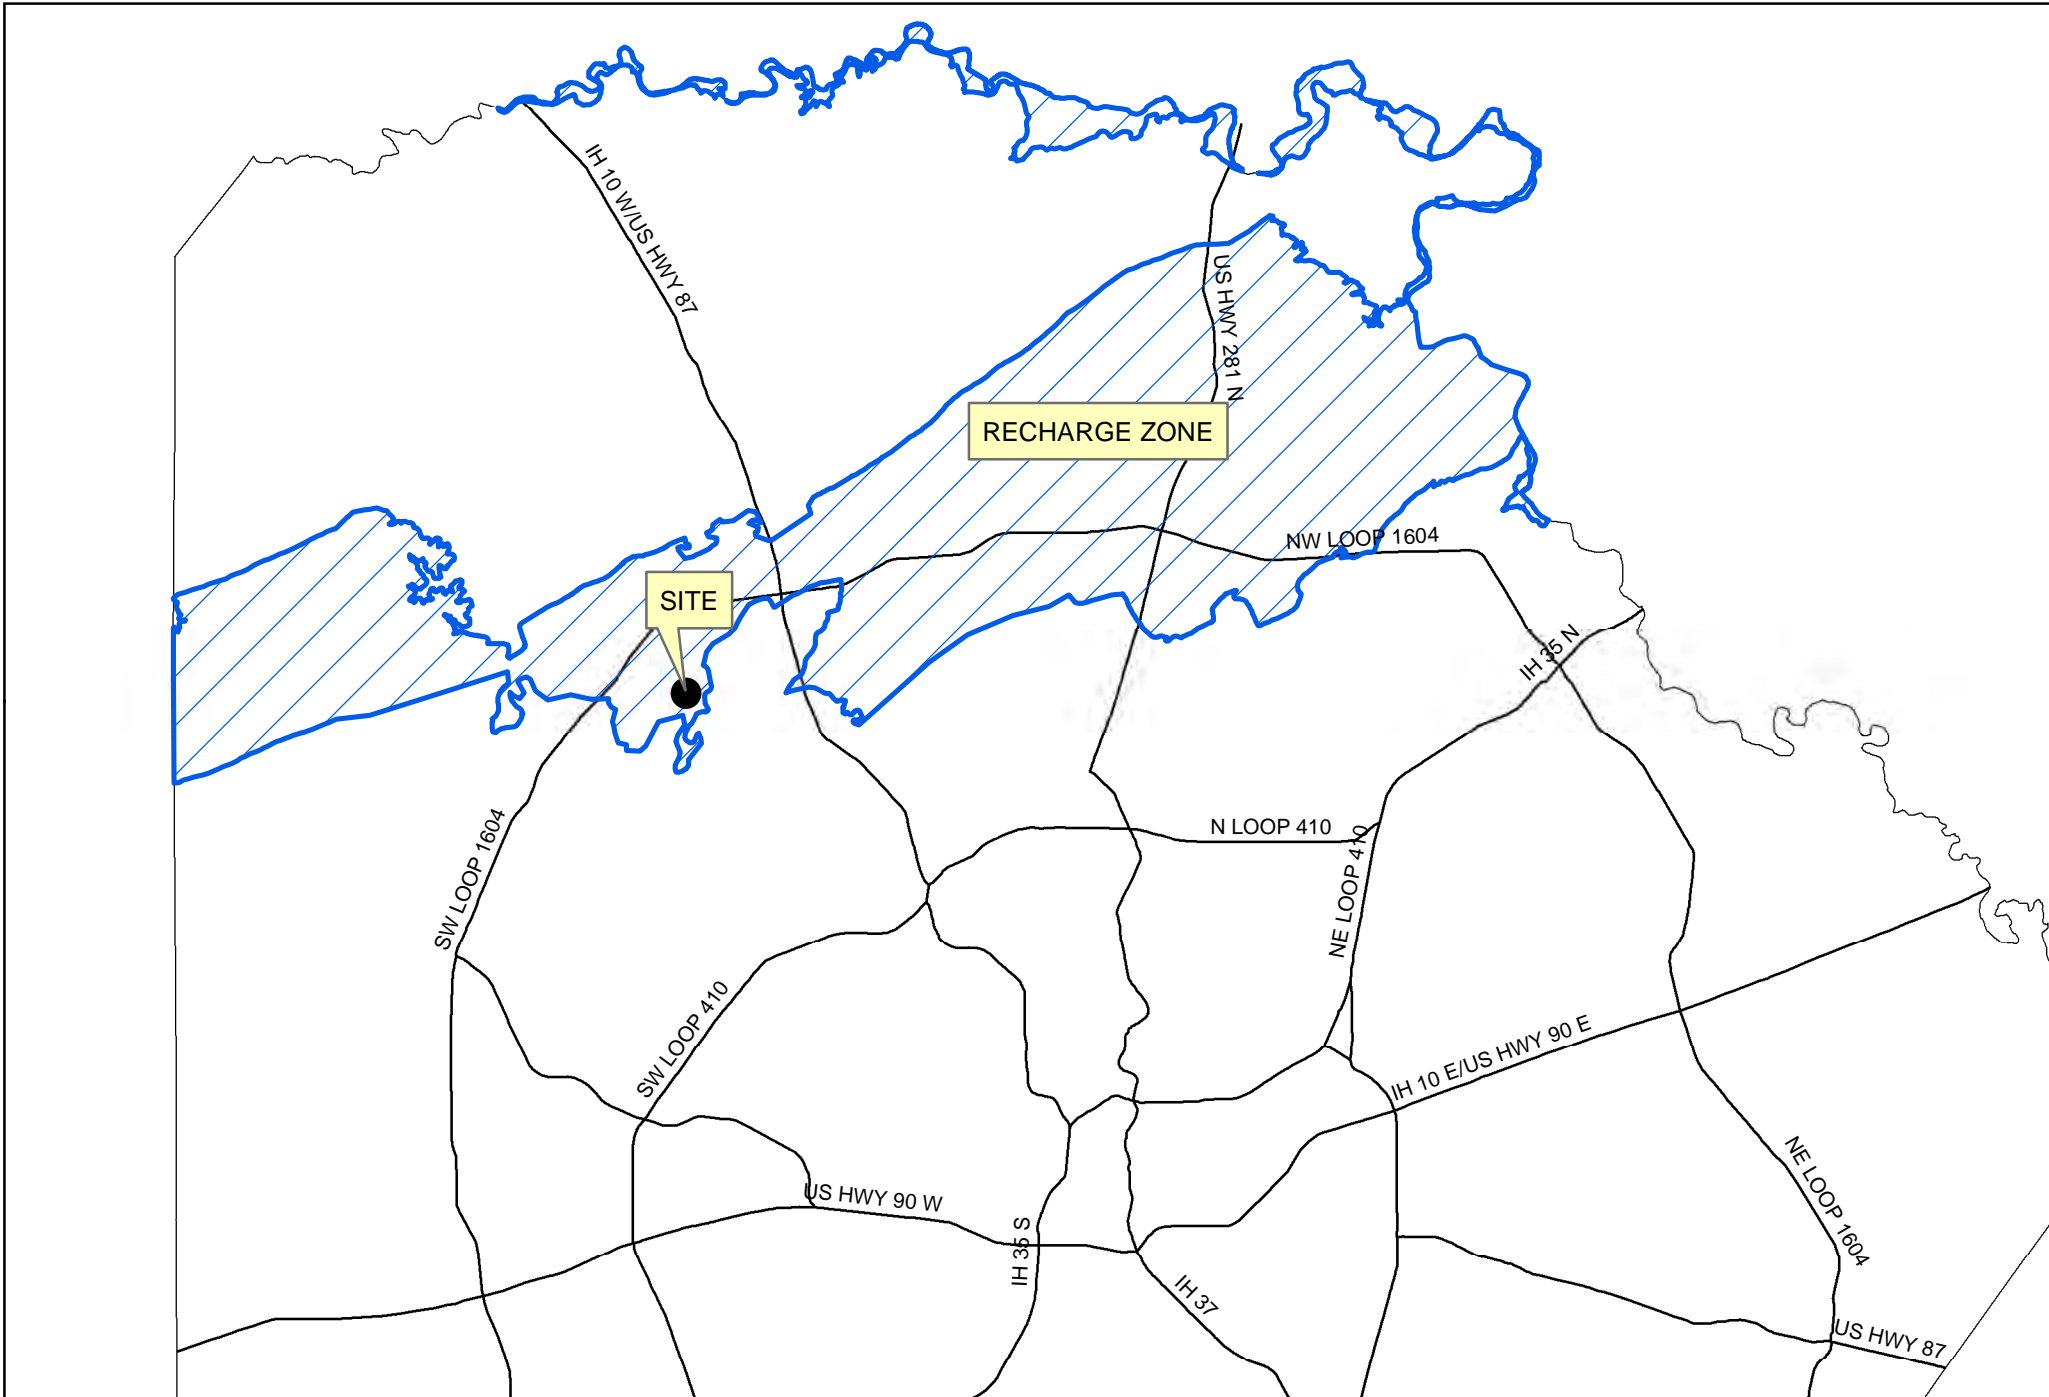 IH 10 W/US HWY 87
US HWY 281 N
RECHARGE ZONE
NW LOOP 1604
SITE
IH 35 N
N LOOP 410
SW LOOP 1604
NE LOOP 410
SW LOOP 410
IH 10 E/US HWY 90 E
NE LOOP 1604
US HWY 90 W
IH 35 S
IH 37
US HWY 87